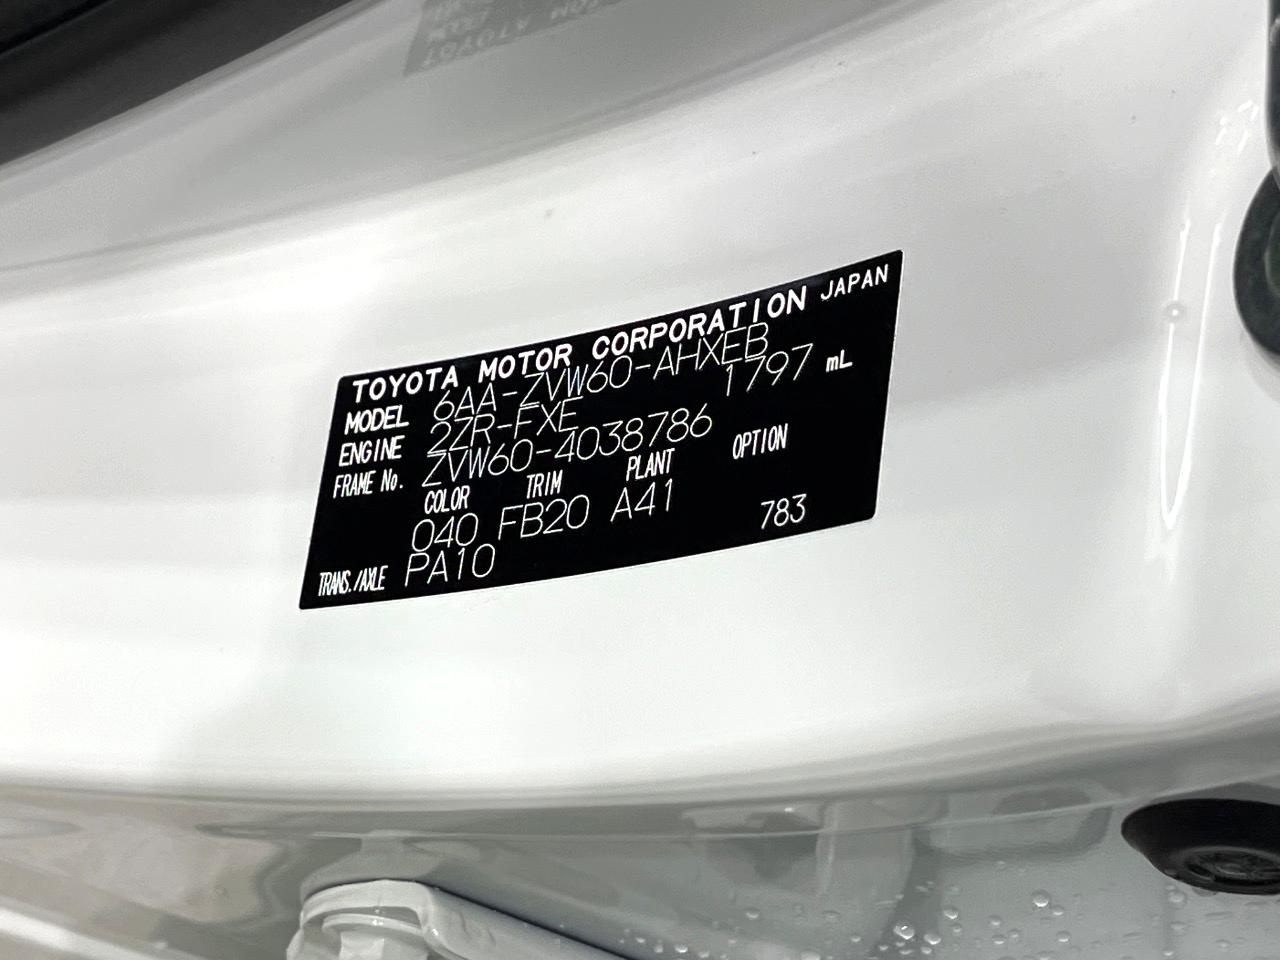 TOYOTA MOTOR CORPORATION JAPAN
MODEL 6AA-ZVW60-AHXEB
ENGINE 2ZR-FXE 1797 mL
FRAME No. ZVW60-4038786
COLOR TRIM PLANT OPTION
040 FB20 A41 783
TRANS./AXLE PA10